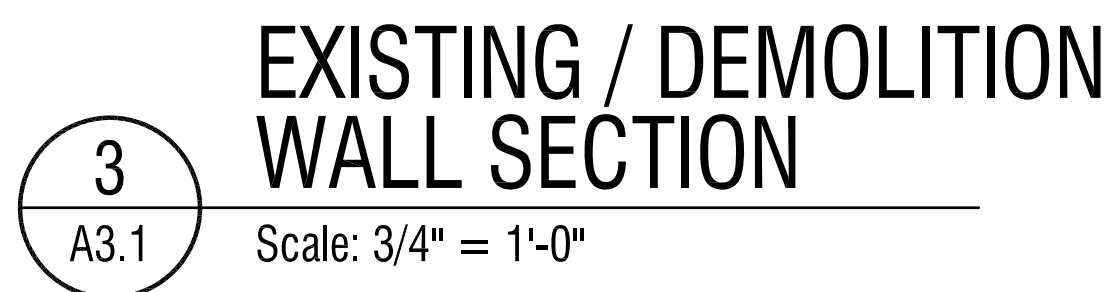 EXISTING / DEMOLITION
WALL SECTION
3
A3.1
Scale: 3/4" = 1'-0"